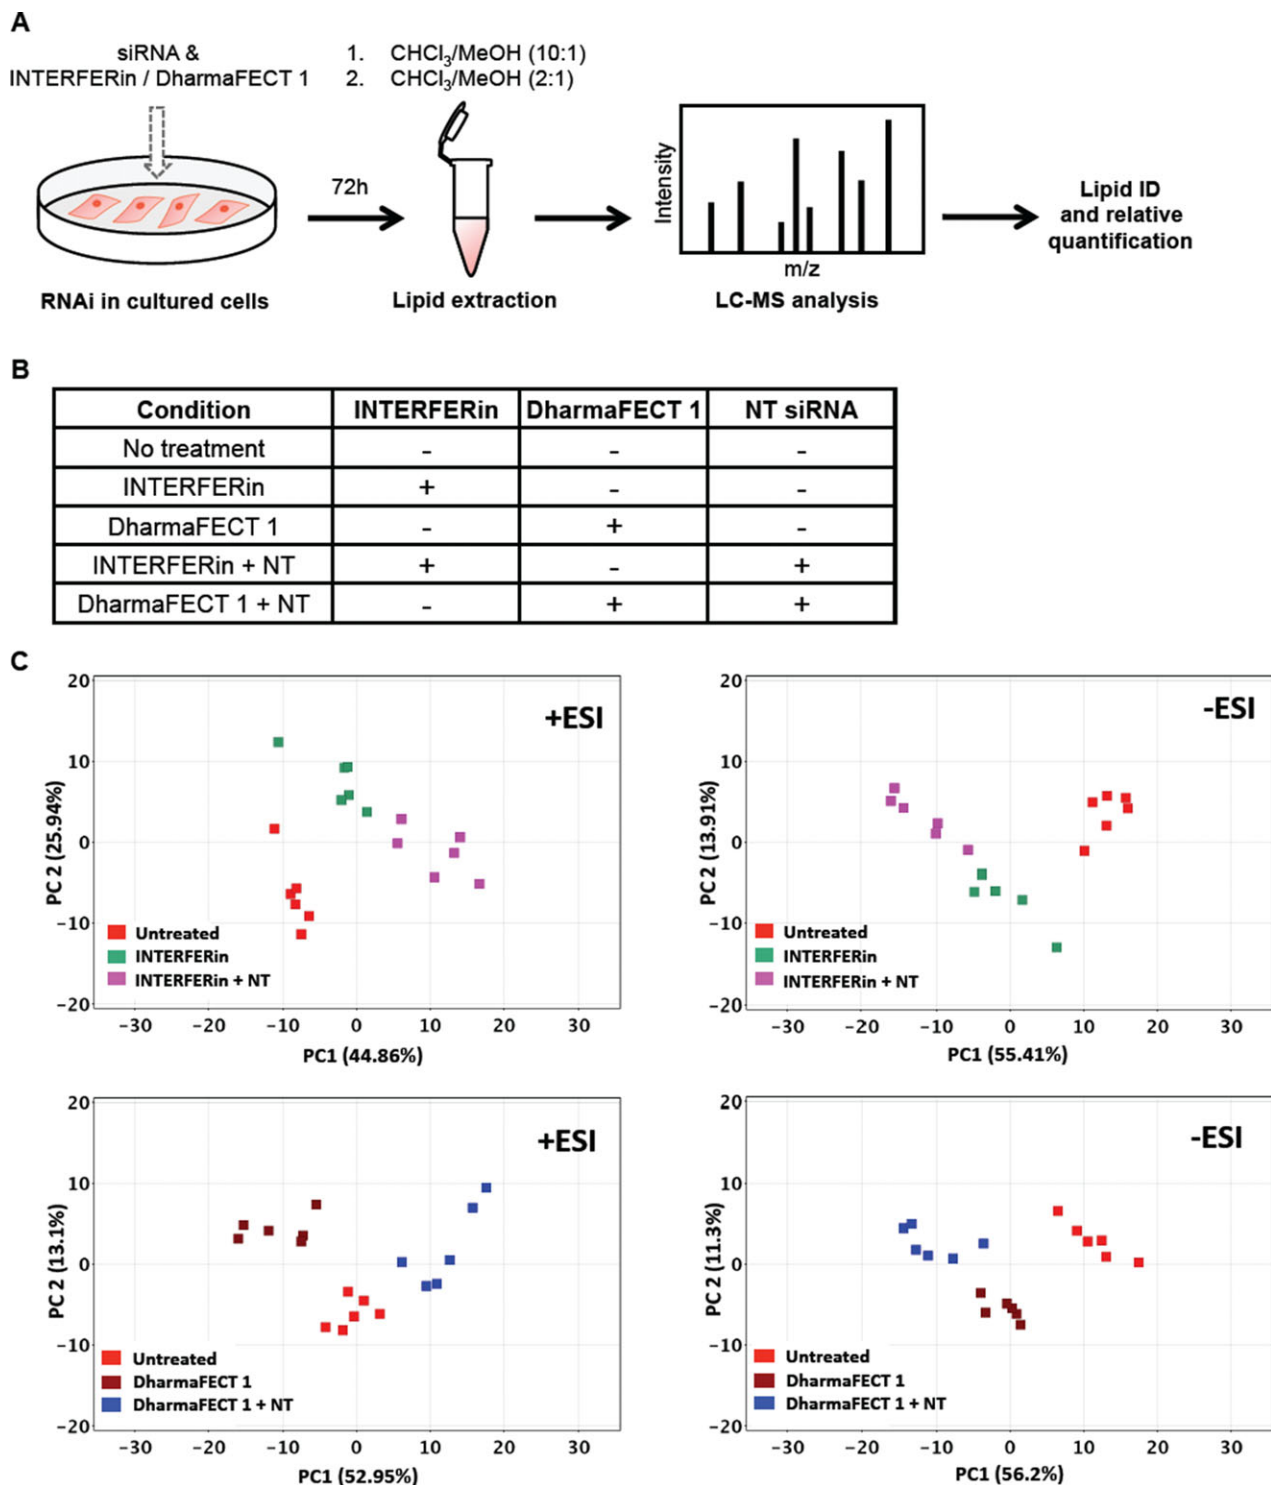 A
siRNA &
INTERFERin / DharmaFECT 1
1. CHCl₃/MeOH (10:1)
2. CHCl₃/MeOH (2:1)
72h
Intensity
m/z
Lipid ID
and relative
quantification
RNAi in cultured cells
Lipid extraction
LC-MS analysis
B
Condition INTERFERin DharmaFECT 1 NT siRNA
No treatment - - -
INTERFERin + - -
DharmaFECT 1 - + -
INTERFERin + NT + - +
DharmaFECT 1 + NT - + +
C
+ESI
20
10
0
−10
−20
PC 2 (25.94%)
Untreated
INTERFERin
INTERFERin + NT
−30 −20 −10 0 10 20 30
PC1 (44.86%)
-ESI
20
10
0
−10
−20
PC 2 (13.91%)
Untreated
INTERFERin
INTERFERin + NT
−30 −20 −10 0 10 20 30
PC1 (55.41%)
+ESI
20
10
0
−10
−20
PC 2 (13.1%)
Untreated
DharmaFECT 1
DharmaFECT 1 + NT
−30 −20 −10 0 10 20 30
PC1 (52.95%)
-ESI
20
10
0
−10
−20
PC 2 (11.3%)
Untreated
DharmaFECT 1
DharmaFECT 1 + NT
−30 −20 −10 0 10 20 30
PC1 (56.2%)